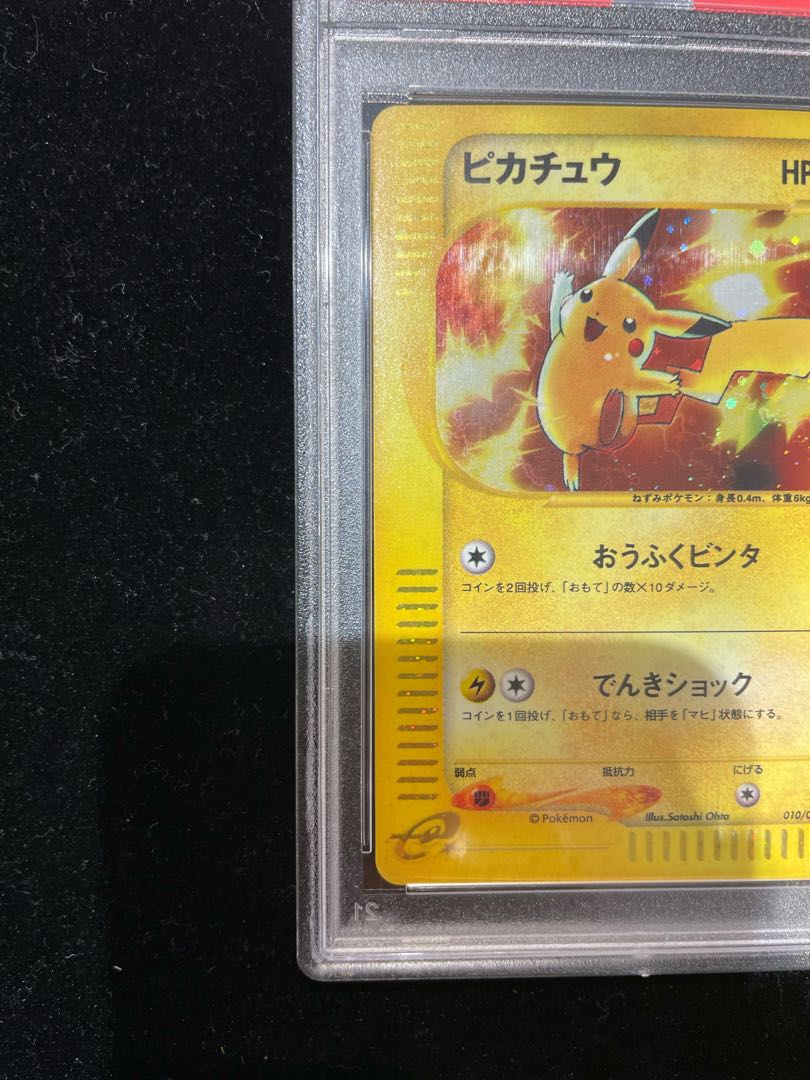 ピカチュウ HP
ねずみポケモン：身長0.4m、体重6kg
おうふくビンタ
コインを2回投げ、「おもて」の数×10ダメージ。
でんきショック
コインを1回投げ、「おもて」なら、相手を「マヒ」状態にする。
弱点 抵抗力 にげる
©Pokémon Illus.Satoshi Ohta 010/0
e
21